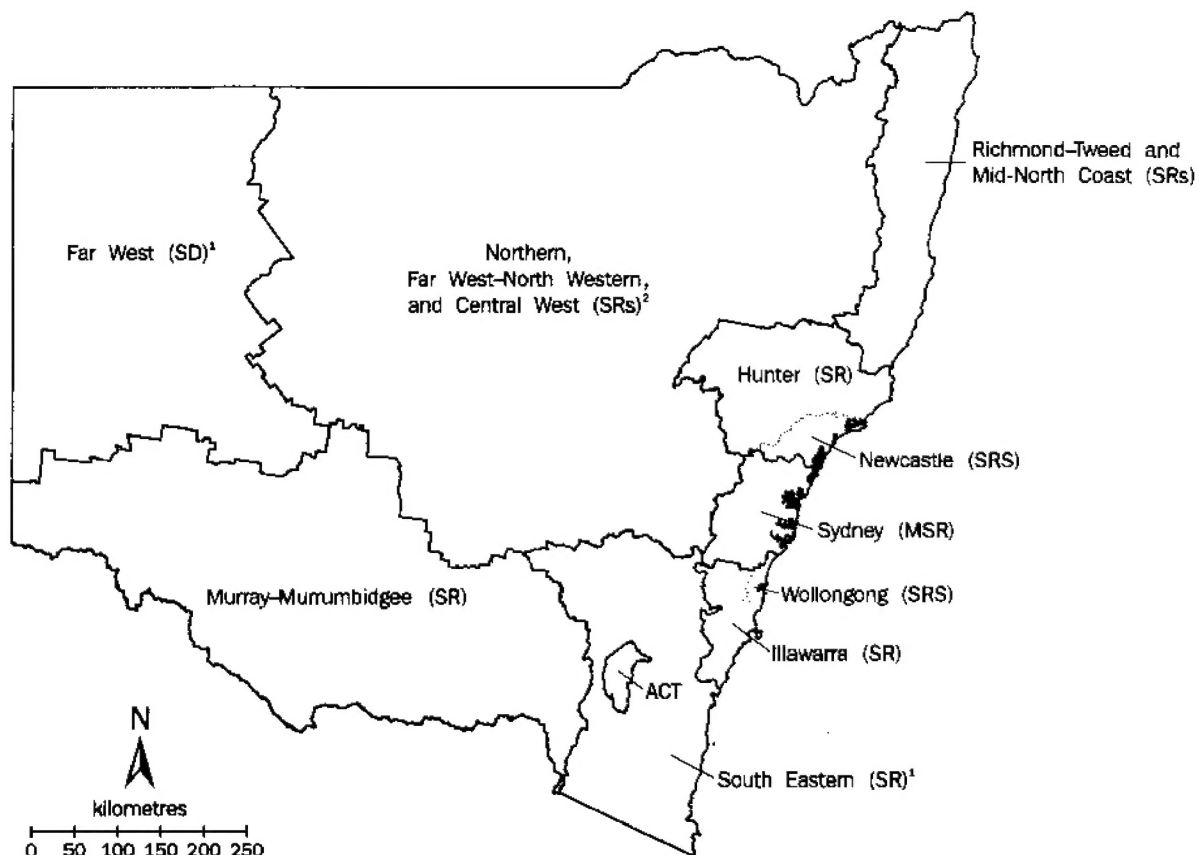 Richmond–Tweed and
Mid-North Coast (SRs)
Far West (SD)¹
Northern,
Far West–North Western,
and Central West (SRs)²
Hunter (SR)
Newcastle (SRS)
Sydney (MSR)
Wollongong (SRS)
Murray–Murrumbidgee (SR)
Illawarra (SR)
ACT
N
South Eastern (SR)¹
kilometres
0 50 100 150 200 250